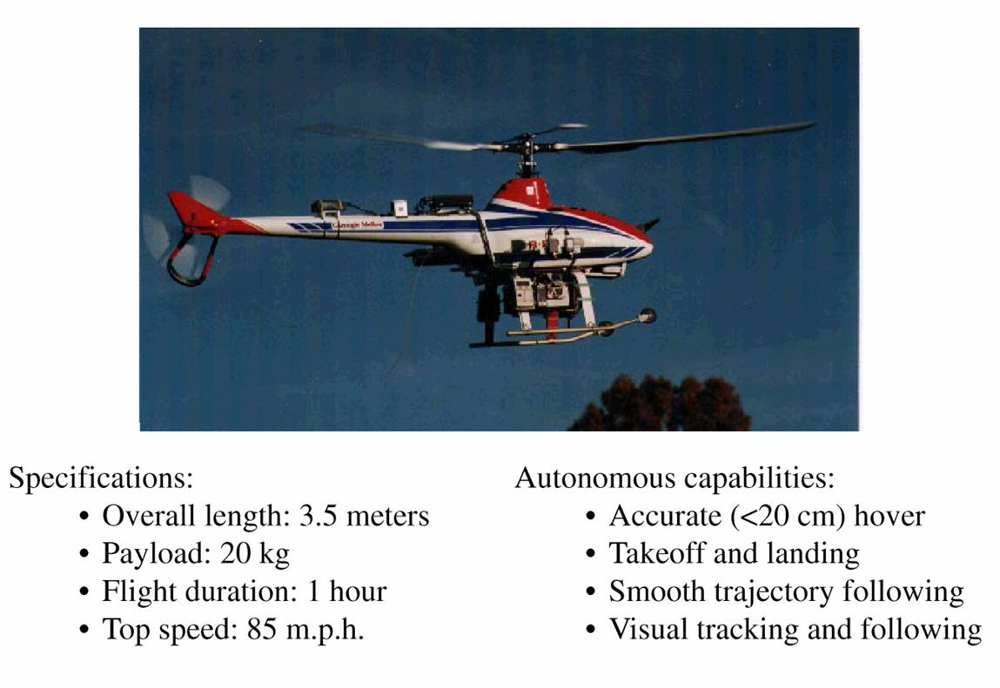 Carnegie Mellon
Specifications:
• Overall length: 3.5 meters
• Payload: 20 kg
• Flight duration: 1 hour
• Top speed: 85 m.p.h.
Autonomous capabilities:
• Accurate (<20 cm) hover
• Takeoff and landing
• Smooth trajectory following
• Visual tracking and following